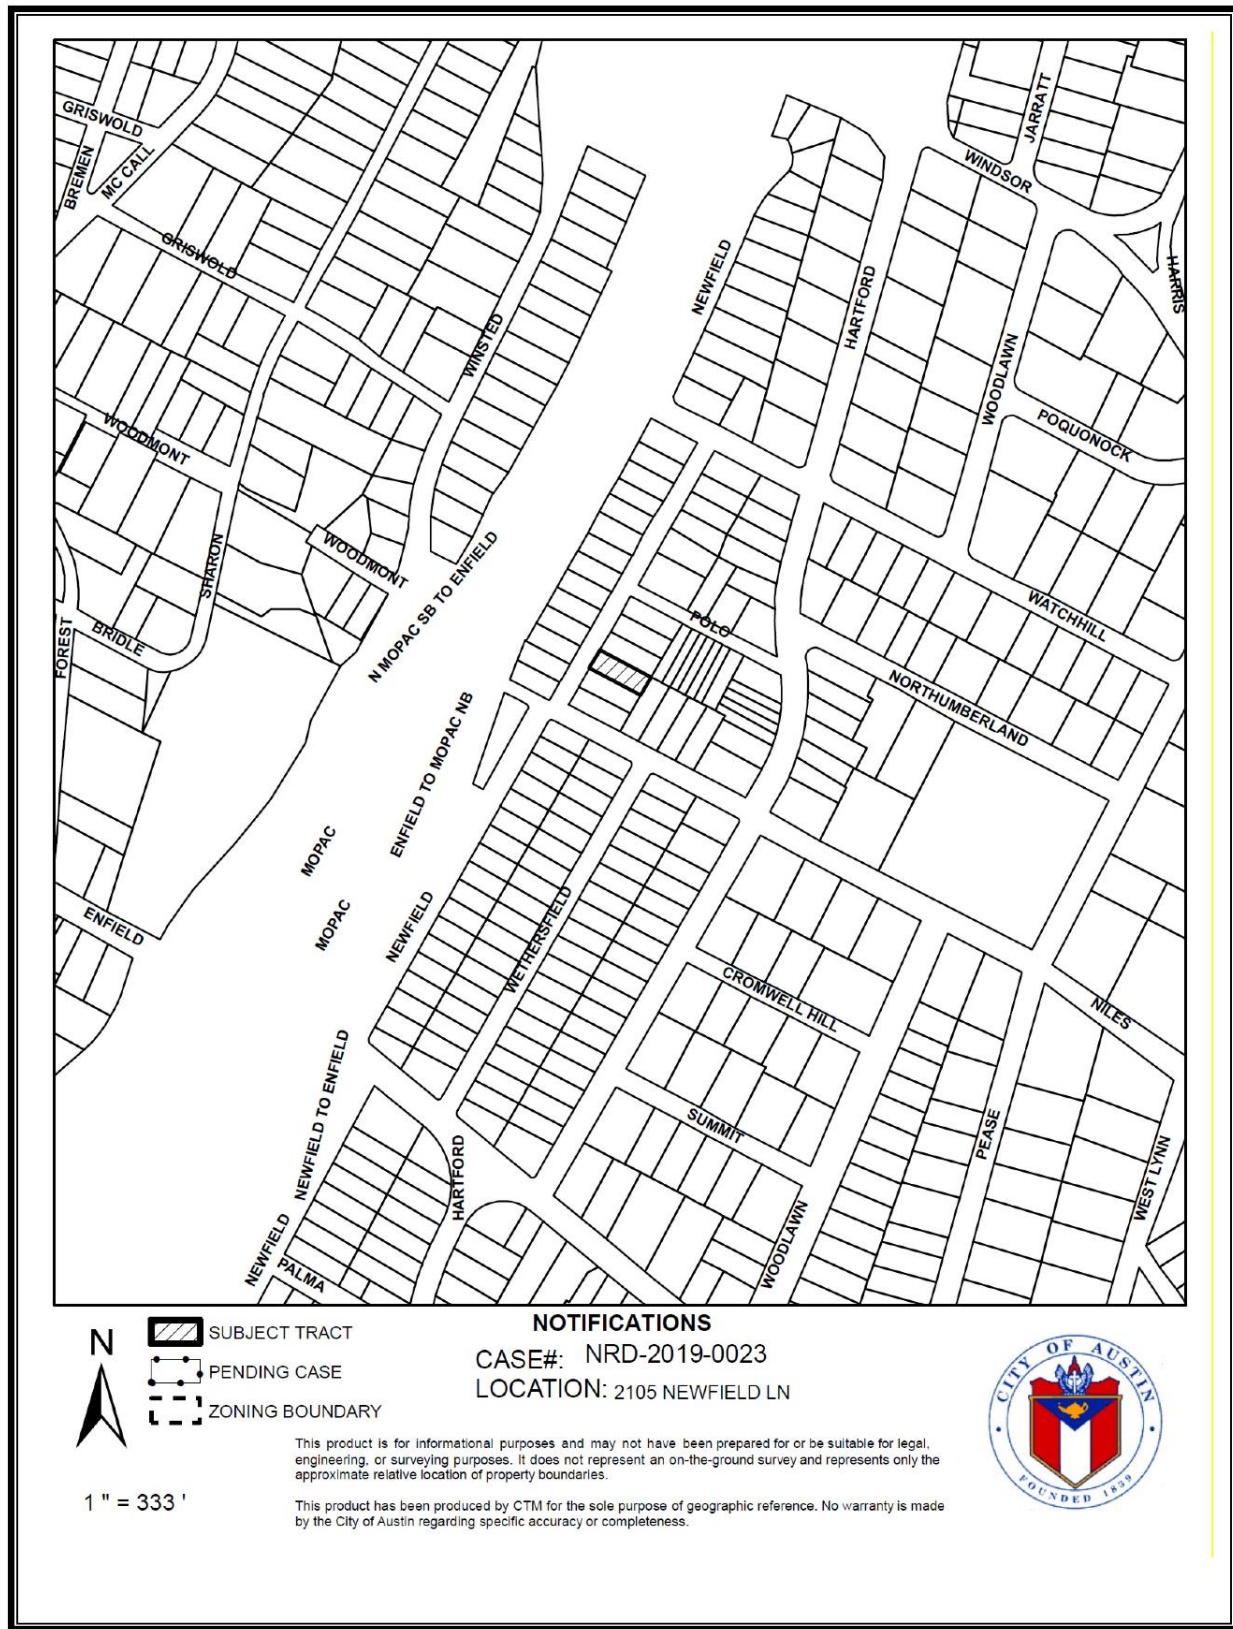 GRISWOLD
BREMEN
MC CALL
GRISWOLD
WINSTED
NEWFIELD
HARTFORD
WINDSOR
JARRATT
HARRIS
WOODLAWN
POQUONOCK
WOODMONT
SHARON
WOODMONT
N MOPAC SB TO ENFIELD
FOREST
BRIDLE
POLO
WATCHHILL
NORTHUMBERLAND
ENFIELD TO MOPAC NB
MOPAC
MOPAC
ENFIELD
NEWFIELD
WETHERSFIELD
CROMWELL HILL
NILES
NEWFIELD TO ENFIELD
SUMMIT
PEASE
WEST LYNN
HARTFORD
NEWFIELD
PALMA
WOODLAWN
N
1 " = 333 '
SUBJECT TRACT
PENDING CASE
ZONING BOUNDARY
NOTIFICATIONS
CASE#: NRD-2019-0023
LOCATION: 2105 NEWFIELD LN
This product is for informational purposes and may not have been prepared for or be suitable for legal,
engineering, or surveying purposes. It does not represent an on-the-ground survey and represents only the
approximate relative location of property boundaries.
This product has been produced by CTM for the sole purpose of geographic reference. No warranty is made
by the City of Austin regarding specific accuracy or completeness.
CITY OF AUSTIN
FOUNDED 1839